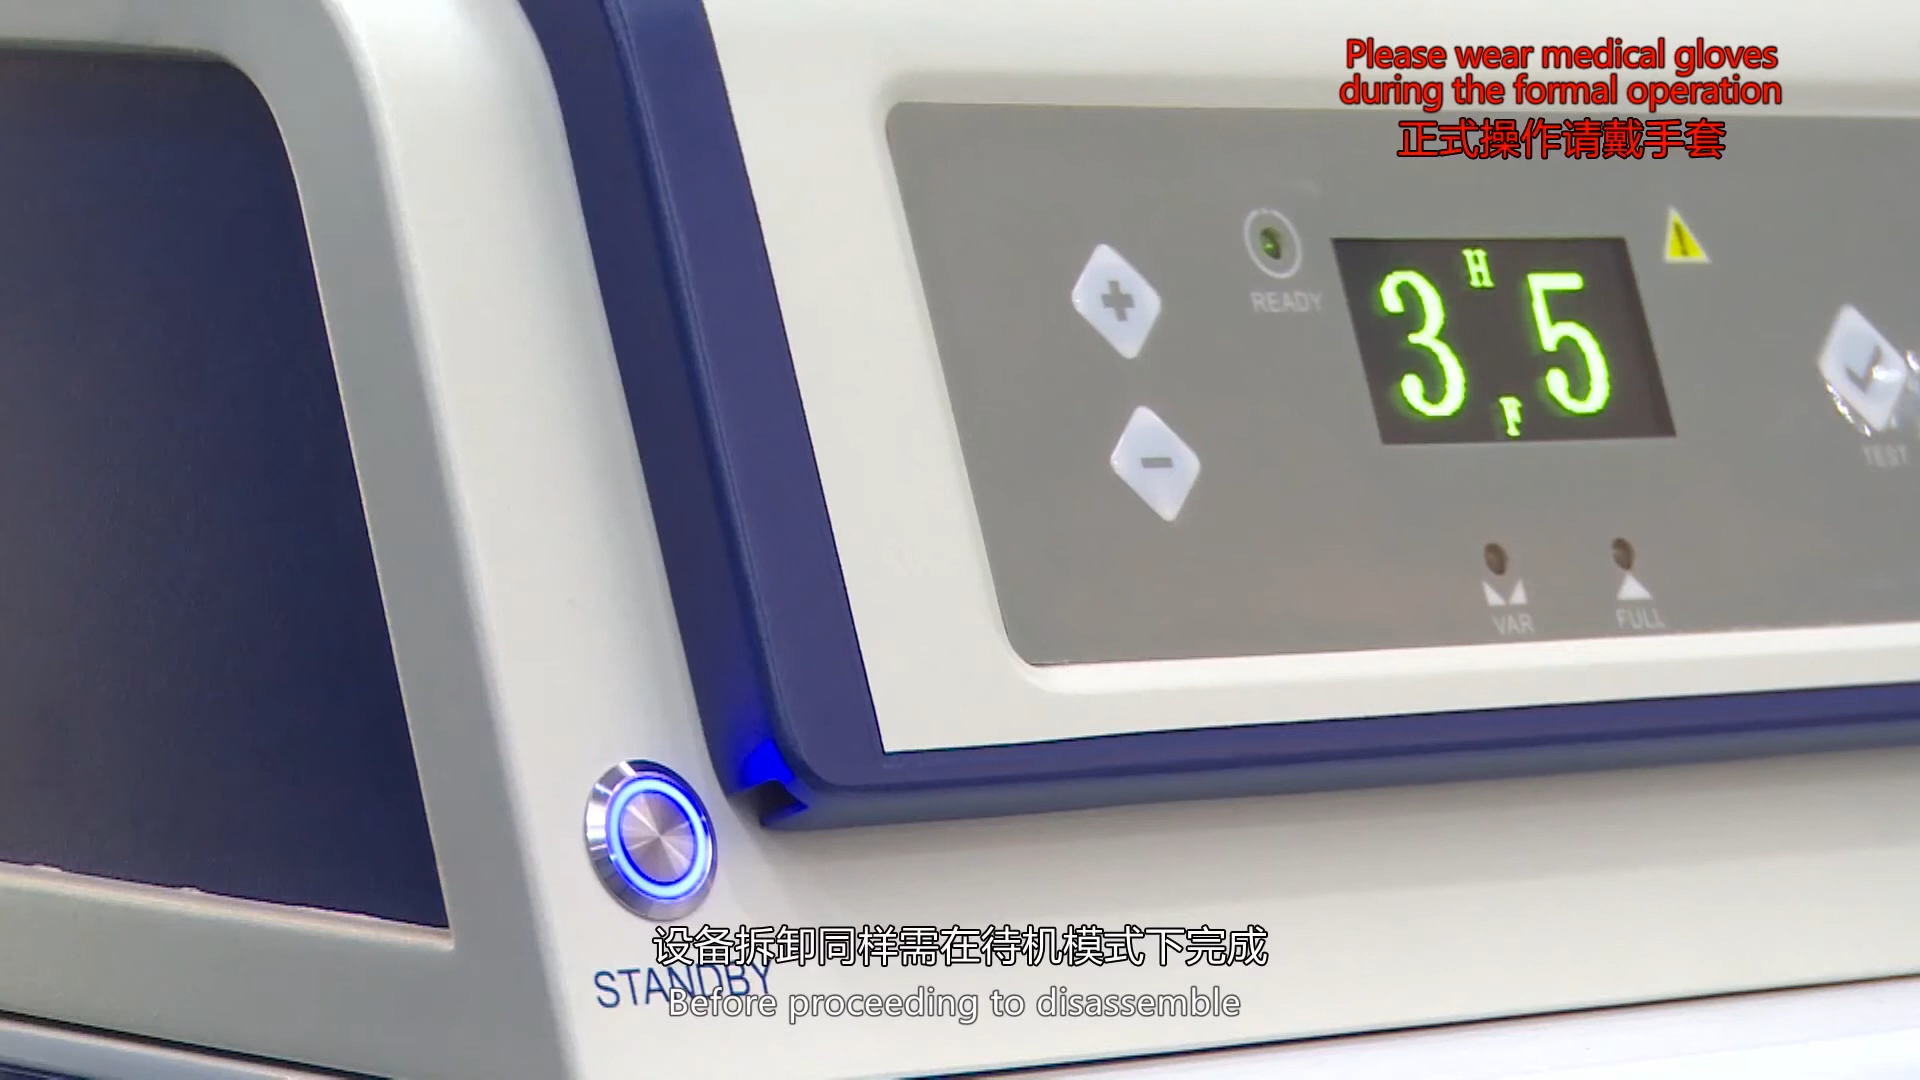 Please wear medical gloves
during the formal operation
正式操作请戴手套
READY
H
3 5
F
TEST
VAR
FULL
设备拆卸同样需在待机模式下完成
STANDBY
Before proceeding to disassemble